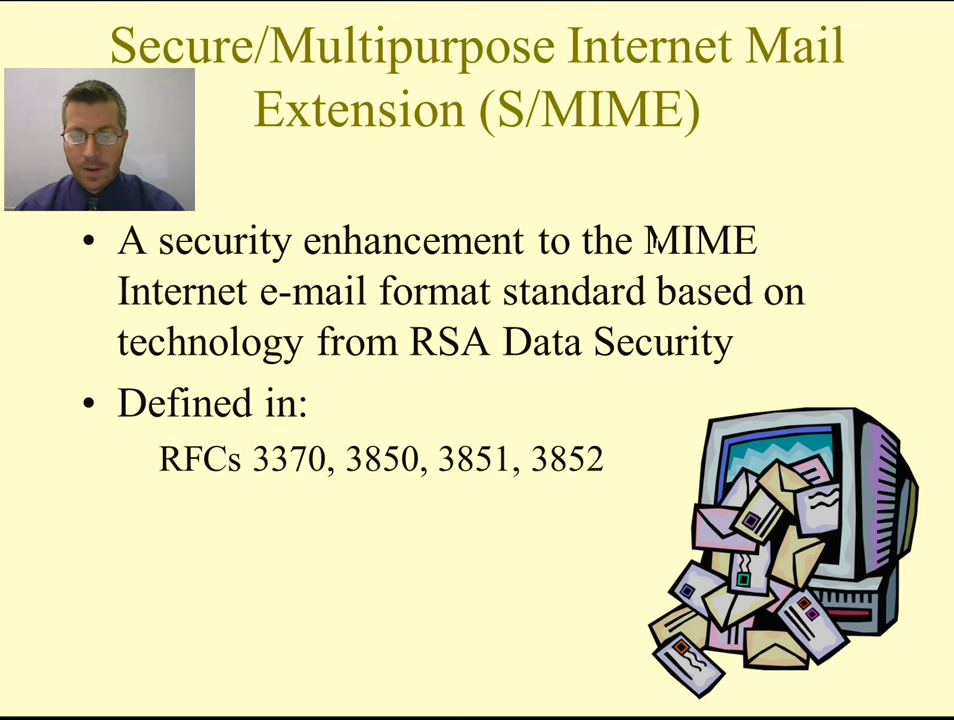 Secure/Multipurpose Internet Mail
Extension (S/MIME)
• A security enhancement to the MIME
Internet e-mail format standard based on
technology from RSA Data Security
• Defined in:
RFCs 3370, 3850, 3851, 3852